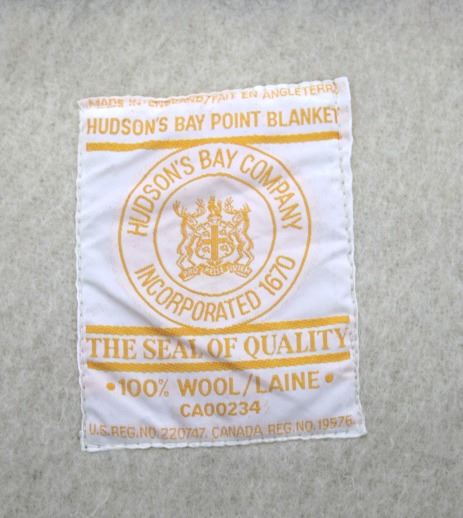 MADE IN ENGLAND/FAIT EN ANGLETERRE
HUDSON'S BAY POINT BLANKET
HUDSON'S BAY COMPANY
INCORPORATED 1670
THE SEAL OF QUALITY
•100% WOOL/LAINE•
CA00234
U.S.REG.NO.220747. CANADA REG.NO.19576.